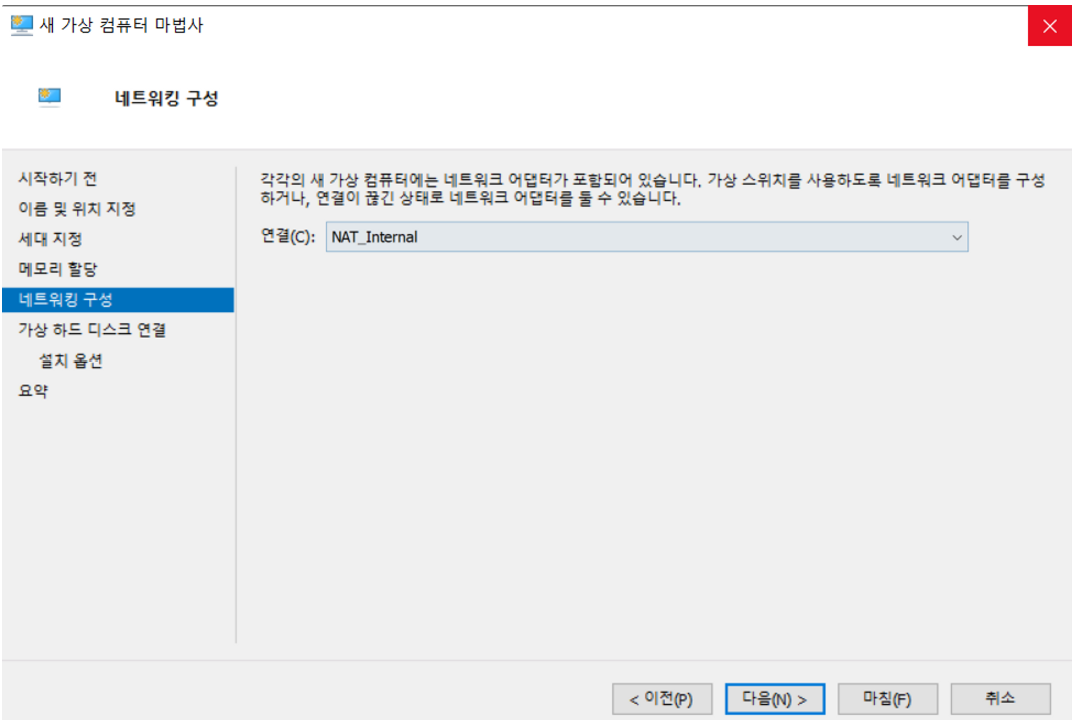 새 가상 컴퓨터 마법사
네트워킹 구성
시작하기 전
이름 및 위치 지정
세대 지정
메모리 할당
네트워킹 구성
가상 하드 디스크 연결
설치 옵션
요약
각각의 새 가상 컴퓨터에는 네트워크 어댑터가 포함되어 있습니다. 가상 스위치를 사용하도록 네트워크 어댑터를 구성
하거나, 연결이 끊긴 상태로 네트워크 어댑터를 둘 수 있습니다.
연결(C): NAT_Internal
< 이전(P) 다음(N) > 마침(F) 취소